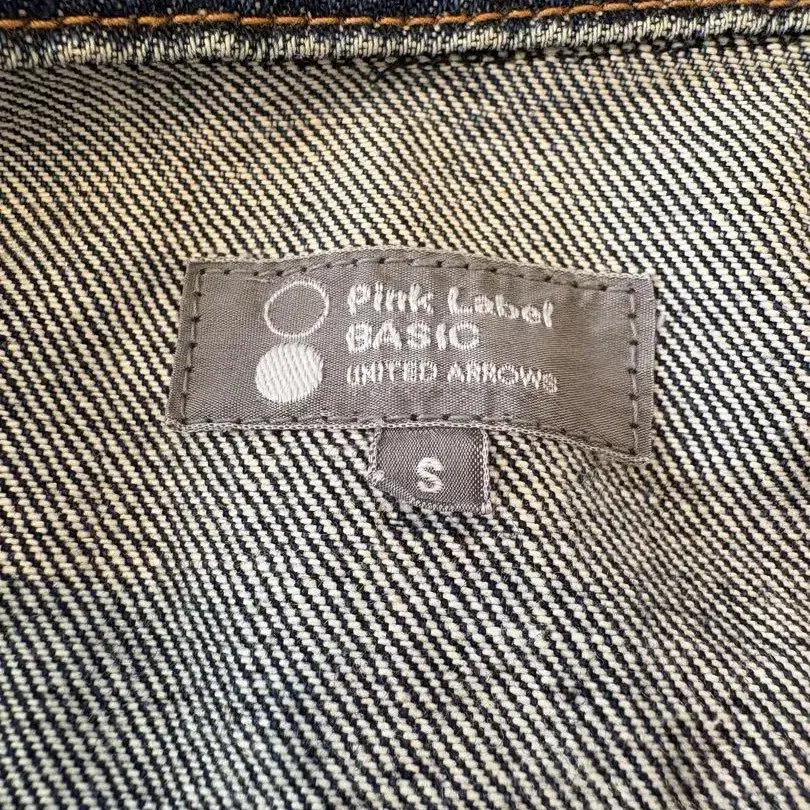 Pink Label
BASIC
UNITED ARROWS
S